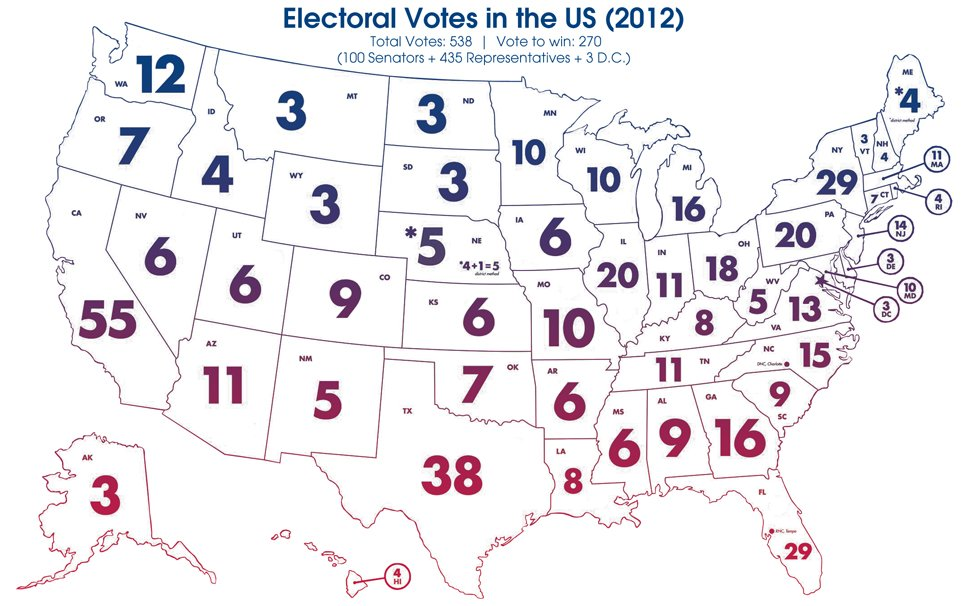 Electoral Votes in the US (2012)
Total Votes: 538 | Vote to win: 270
(100 Senators + 435 Representatives + 3 D.C.)
WA 12
OR 7
ID 4
MT 3
ND 3
MN 10
WI 10
MI 16
NY 29
3 VT
NH 4
ME *4
*district method
11 MA
4 RI
7 CT
14 NJ
3 DE
10 MD
3 DC
CA 55
NV 6
UT 6
WY 3
SD 3
NE *5
*4+1=5
district method
IA 6
IL 20
IN 11
OH 18
PA 20
WV 5
VA 13
CO 9
KS 6
MO 10
KY 8
TN 11
NC 15
DNC, Charlotte
SC 9
AZ 11
NM 5
OK 7
AR 6
MS 6
AL 9
GA 16
TX 38
LA 8
FL 29
RNC, Tampa
AK 3
4 HI